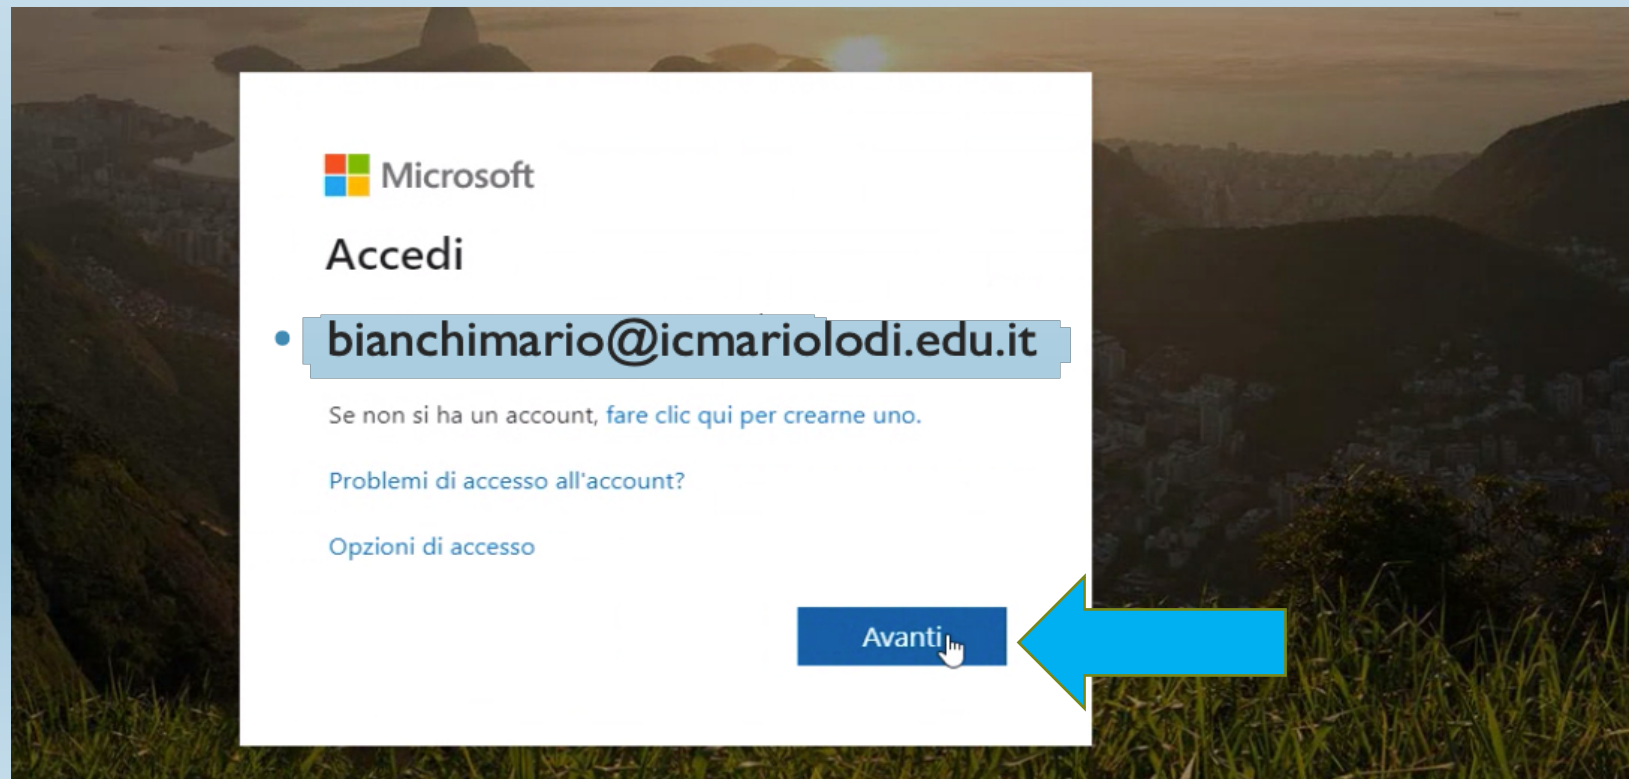 Microsoft
Accedi
• bianchimario@icmariolodi.edu.it
Se non si ha un account, fare clic qui per crearne uno.
Problemi di accesso all'account?
Opzioni di accesso
Avanti